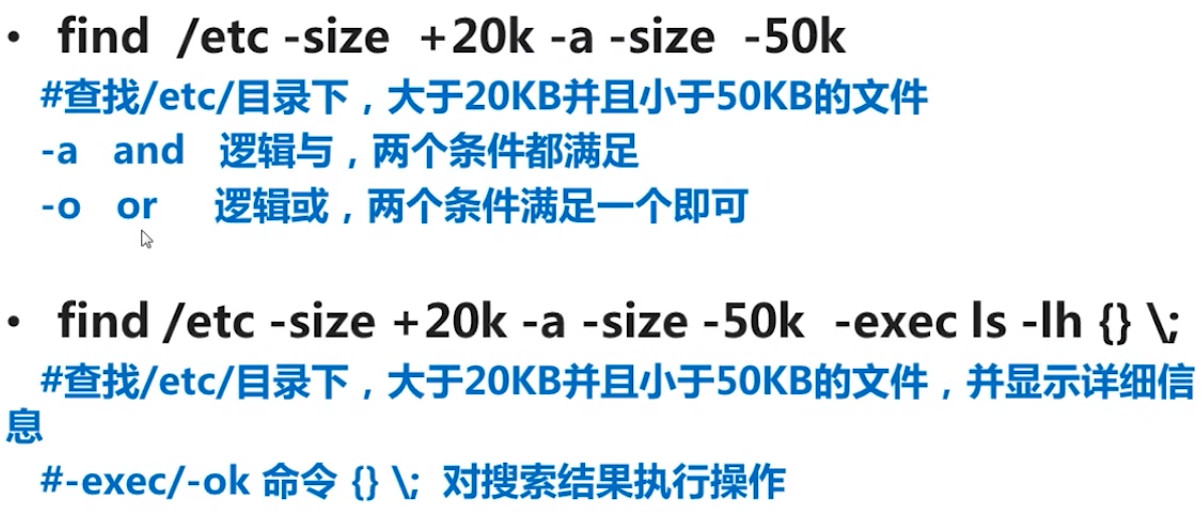 • find /etc -size +20k -a -size -50k
#查找/etc/目录下，大于20KB并且小于50KB的文件
-a and 逻辑与，两个条件都满足
-o or 逻辑或，两个条件满足一个即可
• find /etc -size +20k -a -size -50k -exec ls -lh {} \;
#查找/etc/目录下，大于20KB并且小于50KB的文件，并显示详细信
息
#-exec/-ok 命令 {} \; 对搜索结果执行操作